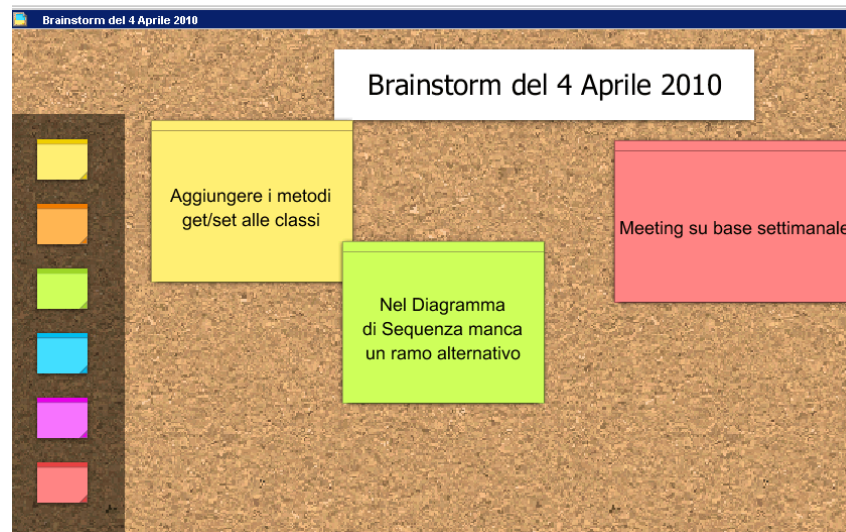 Brainstorm del 4 Aprile 2010
Brainstorm del 4 Aprile 2010
Aggiungere i metodi
get/set alle classi
Meeting su base settimanale
Nel Diagramma
di Sequenza manca
un ramo alternativo